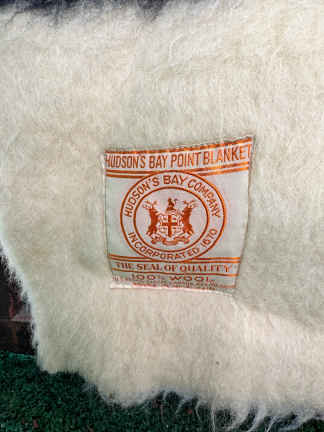 HUDSON'S BAY POINT BLANKET
HUDSON'S BAY COMPANY
INCORPORATED 1670
THE SEAL OF QUALITY
100% WOOL